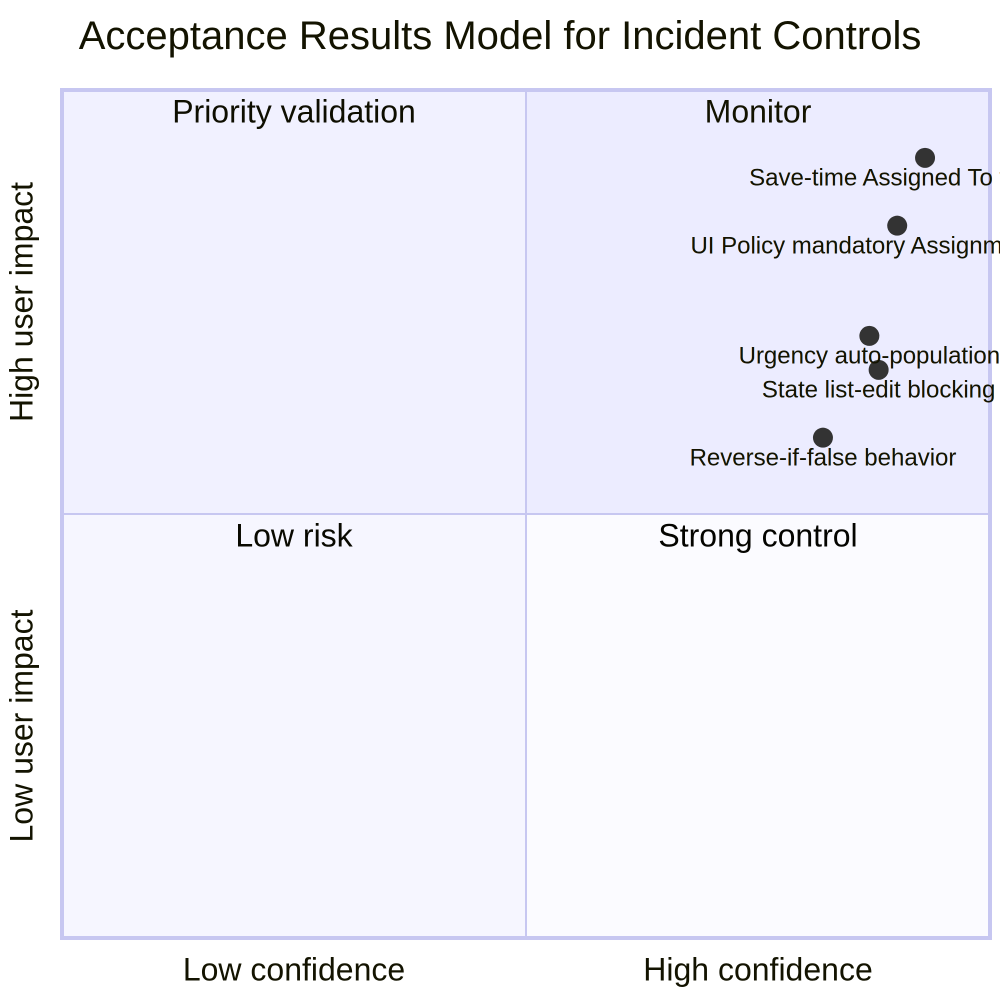 Acceptance Results Model for Incident Controls
Priority validation
Monitor
Save-time Assigned To
UI Policy mandatory
Urgency auto-population
State list-edit blocking
Reverse-if-false behavior
High user impact
Low risk
Strong control
Low user impact
Low confidence
High confidence